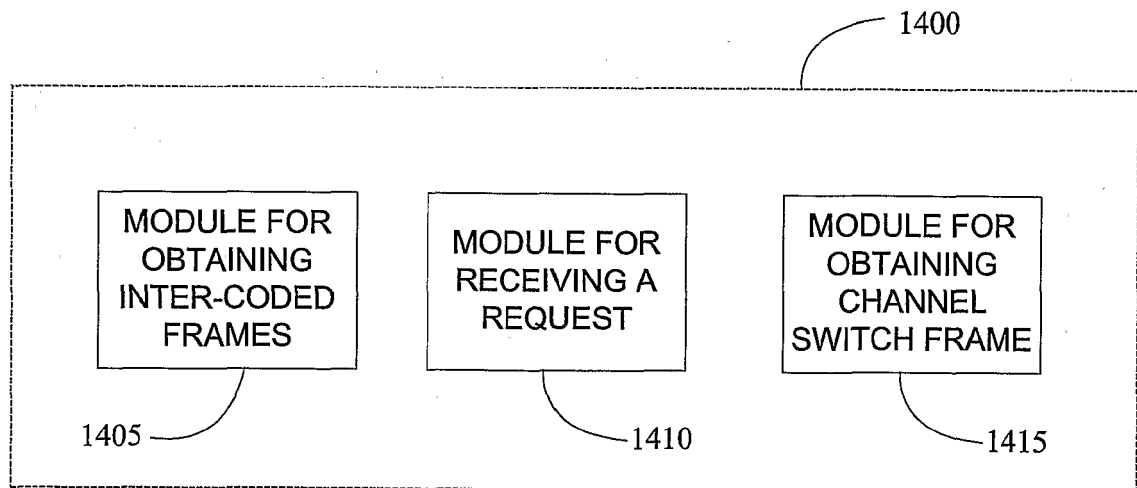 1400
MODULE FOR
OBTAINING
INTER-CODED
FRAMES
MODULE FOR
RECEIVING A
REQUEST
MODULE FOR
OBTAINING
CHANNEL
SWITCH FRAME
1405
1410
1415